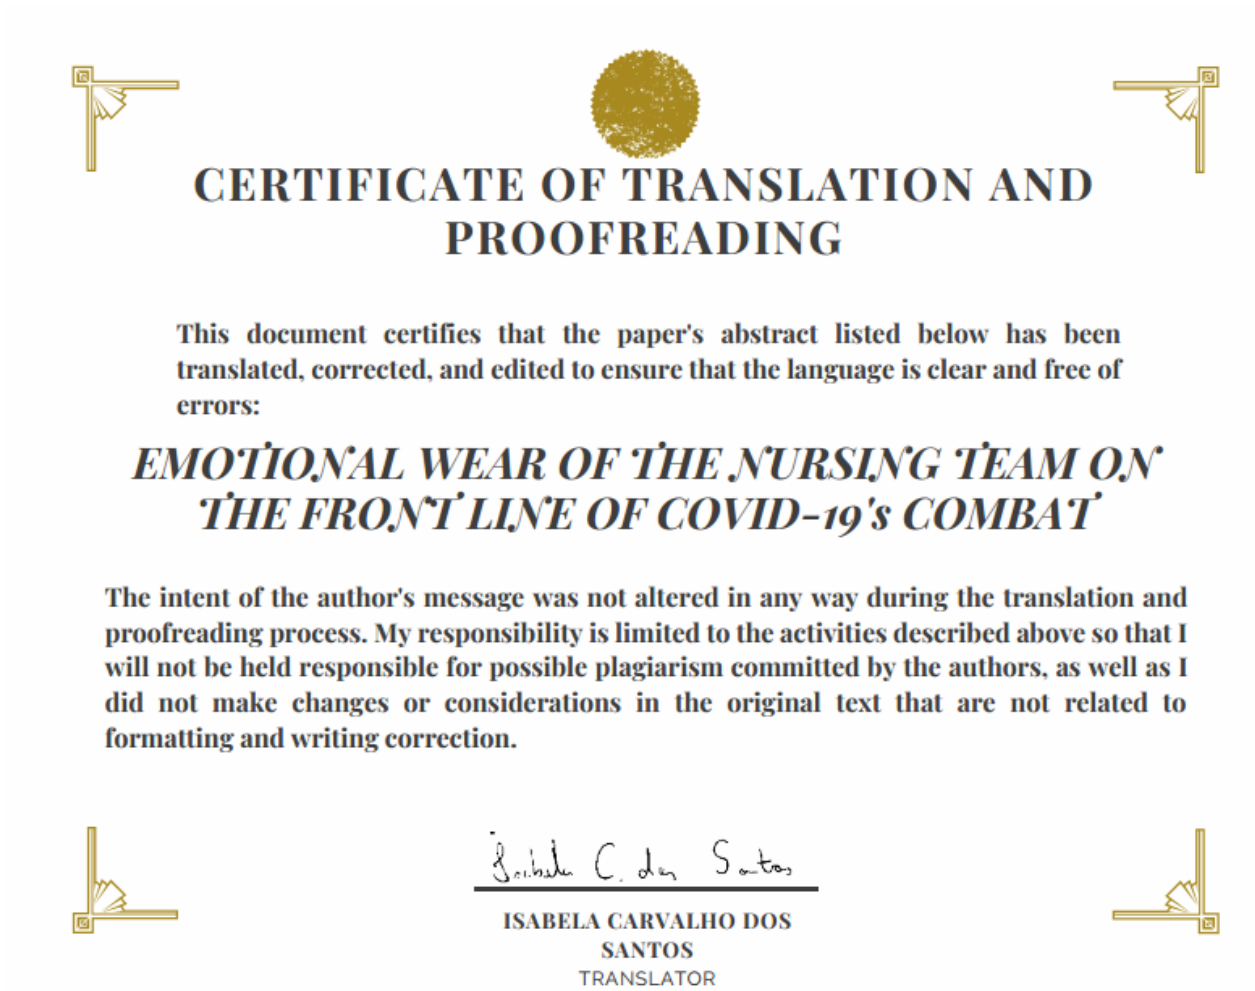 CERTIFICATE OF TRANSLATION AND
PROOFREADING
This document certifies that the paper's abstract listed below has been
translated, corrected, and edited to ensure that the language is clear and free of
errors:
EMOTIONAL WEAR OF THE NURSING TEAM ON
THE FRONT LINE OF COVID-19's COMBAT
The intent of the author's message was not altered in any way during the translation and
proofreading process. My responsibility is limited to the activities described above so that I
will not be held responsible for possible plagiarism committed by the authors, as well as I
did not make changes or considerations in the original text that are not related to
formatting and writing correction.
Isabela C. dos Santos
ISABELA CARVALHO DOS
SANTOS
TRANSLATOR